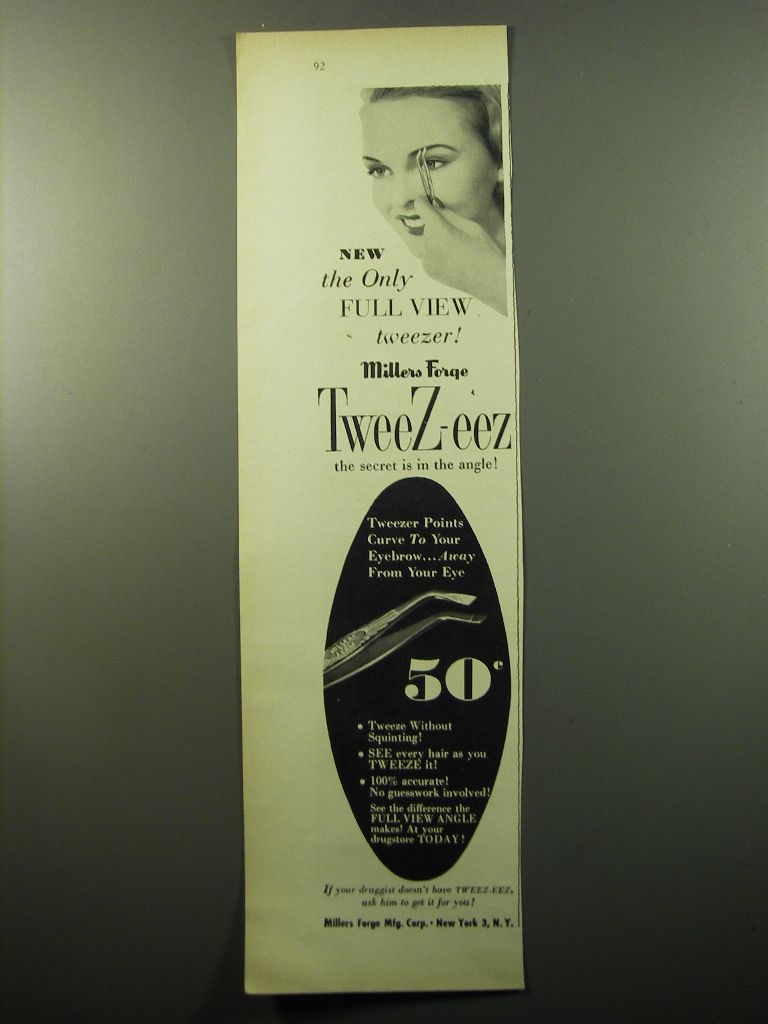 92
NEW
the Only
FULL VIEW
tweezer!
Millers Forge
TweeZ-eez
the secret is in the angle!
Tweezer Points
Curve To Your
Eyebrow...Away
From Your Eye
50¢
• Tweeze Without
Squinting!
• SEE every hair as you
TWEEZE it!
• 100% accurate!
No guesswork involved!
See the difference the
FULL VIEW ANGLE
makes! At your
drugstore TODAY!
If your druggist doesn't have TWEEZ-EEZ,
ask him to get it for you!
Millers Forge Mfg. Corp. • New York 3, N. Y.